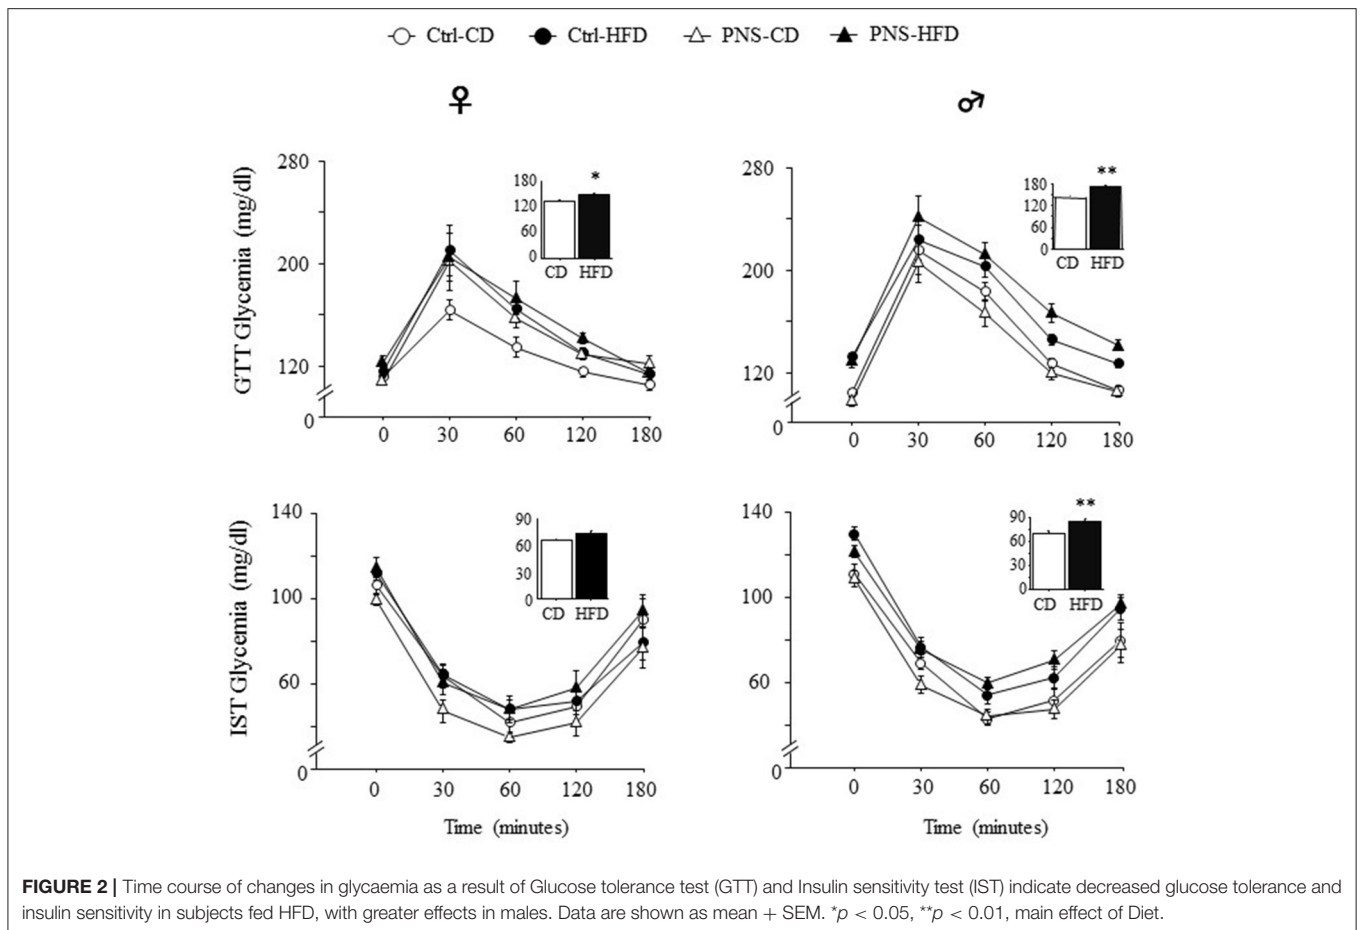 Ctrl-CD Ctrl-HFD PNS-CD PNS-HFD
♀ ♂
GTT Glycemia (mg/dl)
280
200
120
0
0 30 60 120 180
180
120
60
0
CD HFD
*
280
200
120
0
0 30 60 120 180
180
120
60
0
CD HFD
**
IST Glycemia (mg/dl)
140
100
60
0
0 30 60 120 180
Time (minutes)
90
60
30
0
CD HFD
140
100
60
0
0 30 60 120 180
Time (minutes)
90
60
30
0
CD HFD
**
FIGURE 2 | Time course of changes in glycaemia as a result of Glucose tolerance test (GTT) and Insulin sensitivity test (IST) indicate decreased glucose tolerance and
insulin sensitivity in subjects fed HFD, with greater effects in males. Data are shown as mean + SEM. *p < 0.05, **p < 0.01, main effect of Diet.